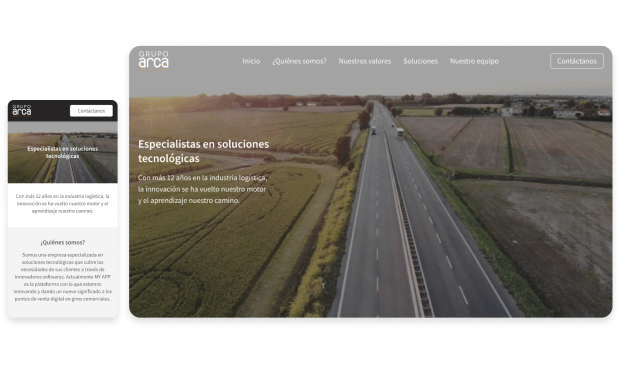 GRUPO
arca
Contáctanos
Especialistas en soluciones
tecnológicas
Con más 12 años en la industria logística, la
innovación se ha vuelto nuestro motor y el
aprendizaje nuestro camino.
¿Quiénes somos?
Somos una empresa especializada en
soluciones tecnológicas que cubre las
necesidades de sus clientes a través de
innovadores softwares. Actualmente MY APP
es la plataforma con la que estamos
innovando y dando un nuevo significado a los
puntos de venta digital en giros comerciales.
GRUPO
arca
Inicio
¿Quiénes somos?
Nuestros valores
Soluciones
Nuestro equipo
Contáctanos
Especialistas en soluciones
tecnológicas
Con más 12 años en la industria logística,
la innovación se ha vuelto nuestro motor
y el aprendizaje nuestro camino.